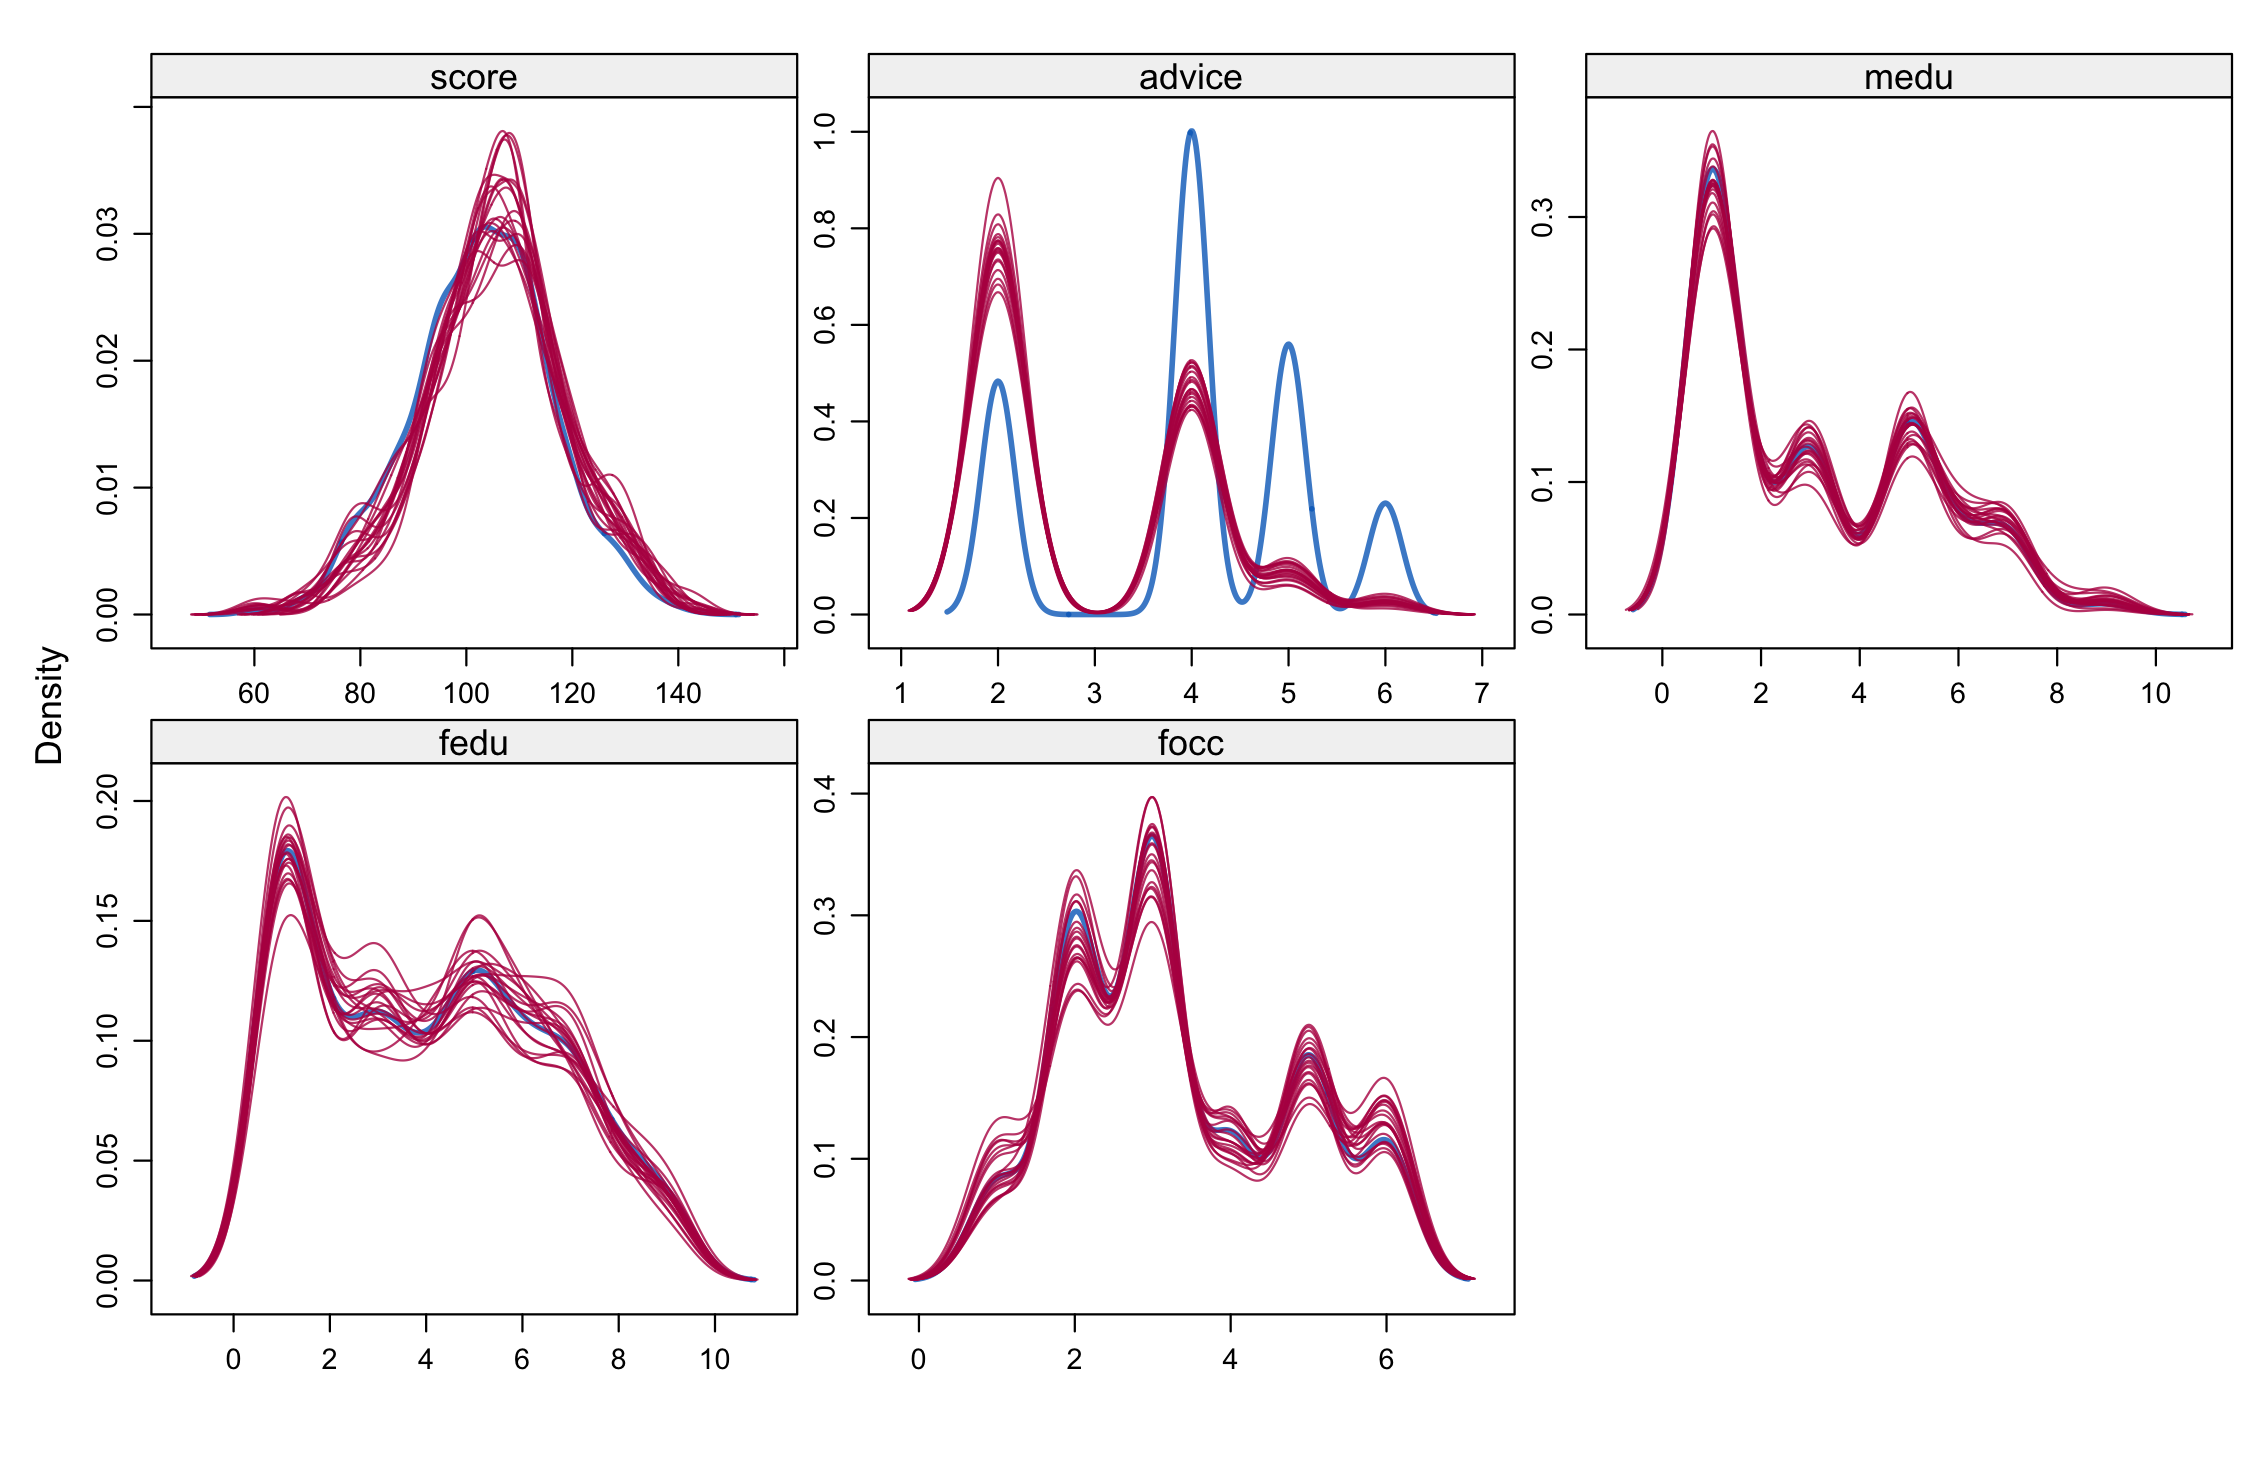 score
advice
medu
0.00 0.01 0.02 0.03
0.0 0.2 0.4 0.6 0.8 1.0
0.0 0.1 0.2 0.3
60 80 100 120 140
1 2 3 4 5 6 7
0 2 4 6 8 10
Density
fedu
focc
0.00 0.05 0.10 0.15 0.20
0.0 0.1 0.2 0.3 0.4
0 2 4 6 8 10
0 2 4 6